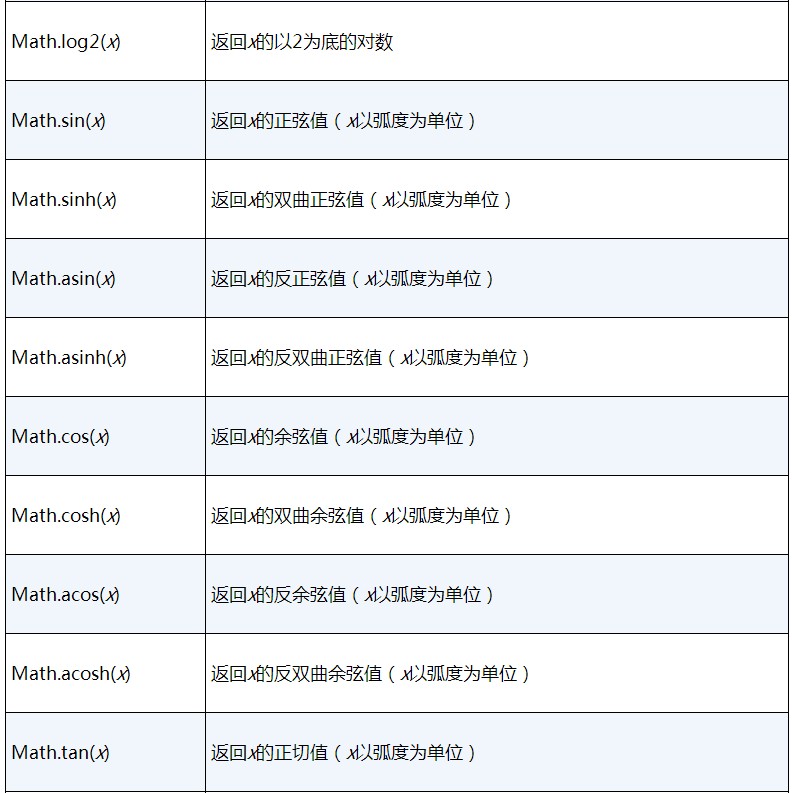 Math.log2(x) 返回x的以2为底的对数
Math.sin(x) 返回x的正弦值（x以弧度为单位）
Math.sinh(x) 返回x的双曲正弦值（x以弧度为单位）
Math.asin(x) 返回x的反正弦值（x以弧度为单位）
Math.asinh(x) 返回x的反双曲正弦值（x以弧度为单位）
Math.cos(x) 返回x的余弦值（x以弧度为单位）
Math.cosh(x) 返回x的双曲余弦值（x以弧度为单位）
Math.acos(x) 返回x的反余弦值（x以弧度为单位）
Math.acosh(x) 返回x的反双曲余弦值（x以弧度为单位）
Math.tan(x) 返回x的正切值（x以弧度为单位）